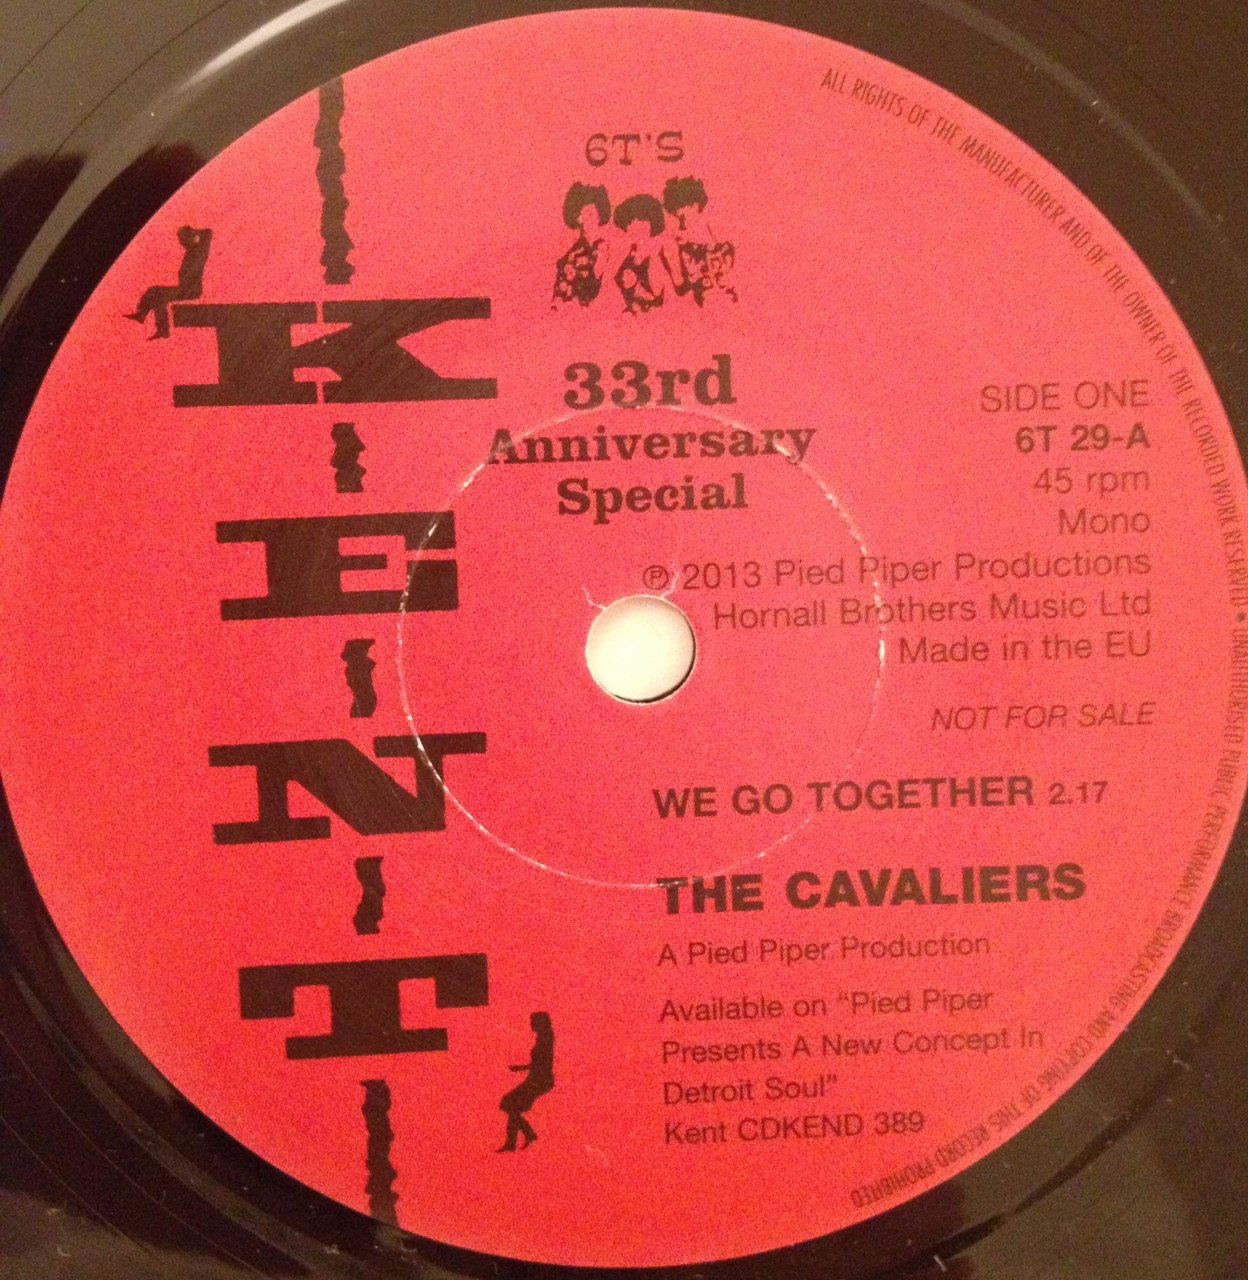 6T'S
KENT
33rd
Anniversary
Special
SIDE ONE
6T 29-A
45 rpm
Mono
℗ 2013 Pied Piper Productions
Hornall Brothers Music Ltd
Made in the EU
NOT FOR SALE
WE GO TOGETHER 2.17
THE CAVALIERS
A Pied Piper Production
Available on "Pied Piper
Presents A New Concept In
Detroit Soul"
Kent CDKEND 389
ALL RIGHTS OF THE MANUFACTURER AND OF THE OWNER OF THE RECORDED WORK RESERVED • UNAUTHORISED PUBLIC PERFORMANCE BROADCASTING AND COPYING OF THIS RECORD PROHIBITED